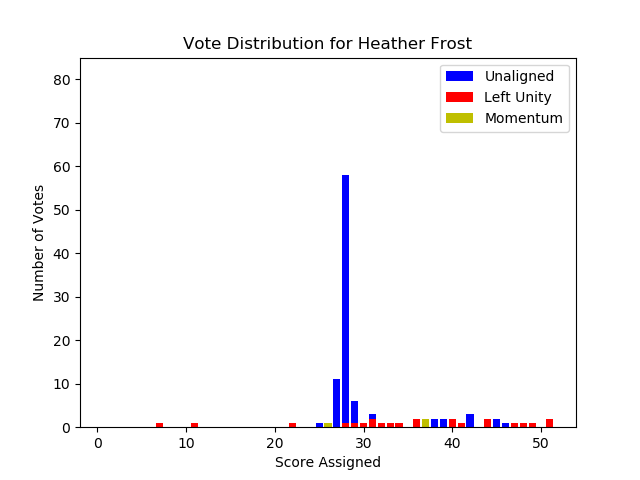 Vote Distribution for Heather Frost
Unaligned
Left Unity
Momentum
Number of Votes
80
70
60
50
40
30
20
10
0
0 10 20 30 40 50
Score Assigned